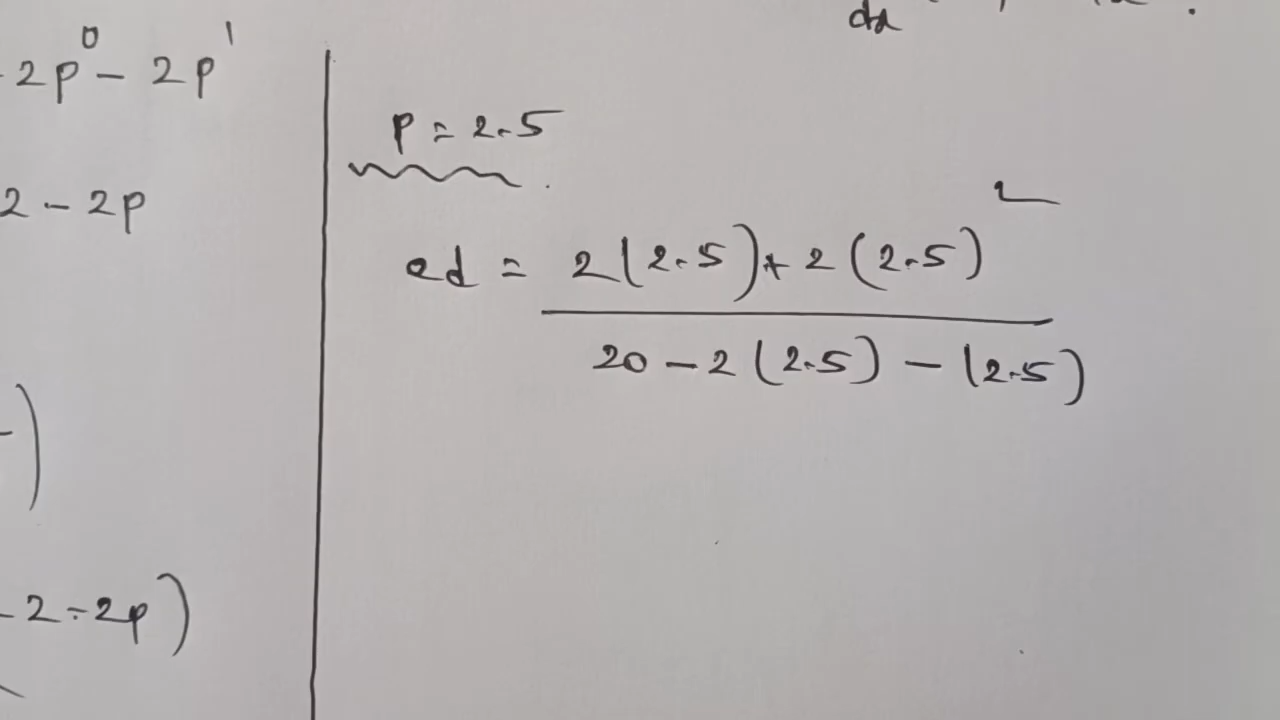 - 2p⁰ - 2p¹
2 - 2p
-)
- 2 - 2p)
dx
p = 2.5
ed = 2(2.5) + 2(2.5)²
20 - 2(2.5) - (2.5)